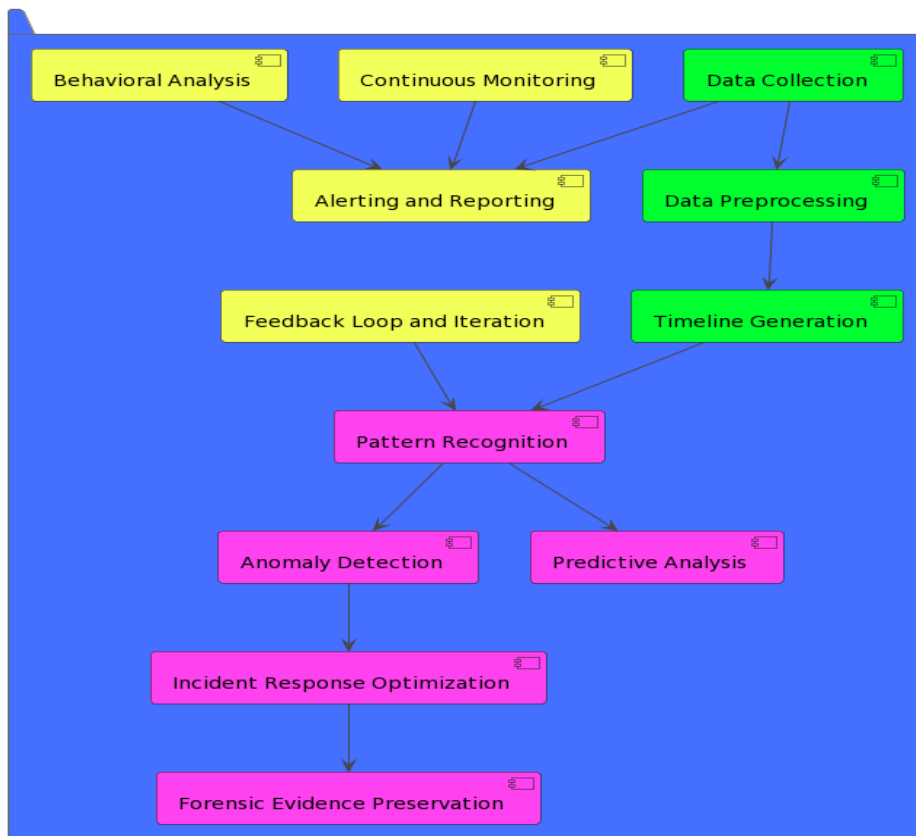 Behavioral Analysis
Continuous Monitoring
Data Collection
Alerting and Reporting
Data Preprocessing
Feedback Loop and Iteration
Timeline Generation
Pattern Recognition
Anomaly Detection
Predictive Analysis
Incident Response Optimization
Forensic Evidence Preservation